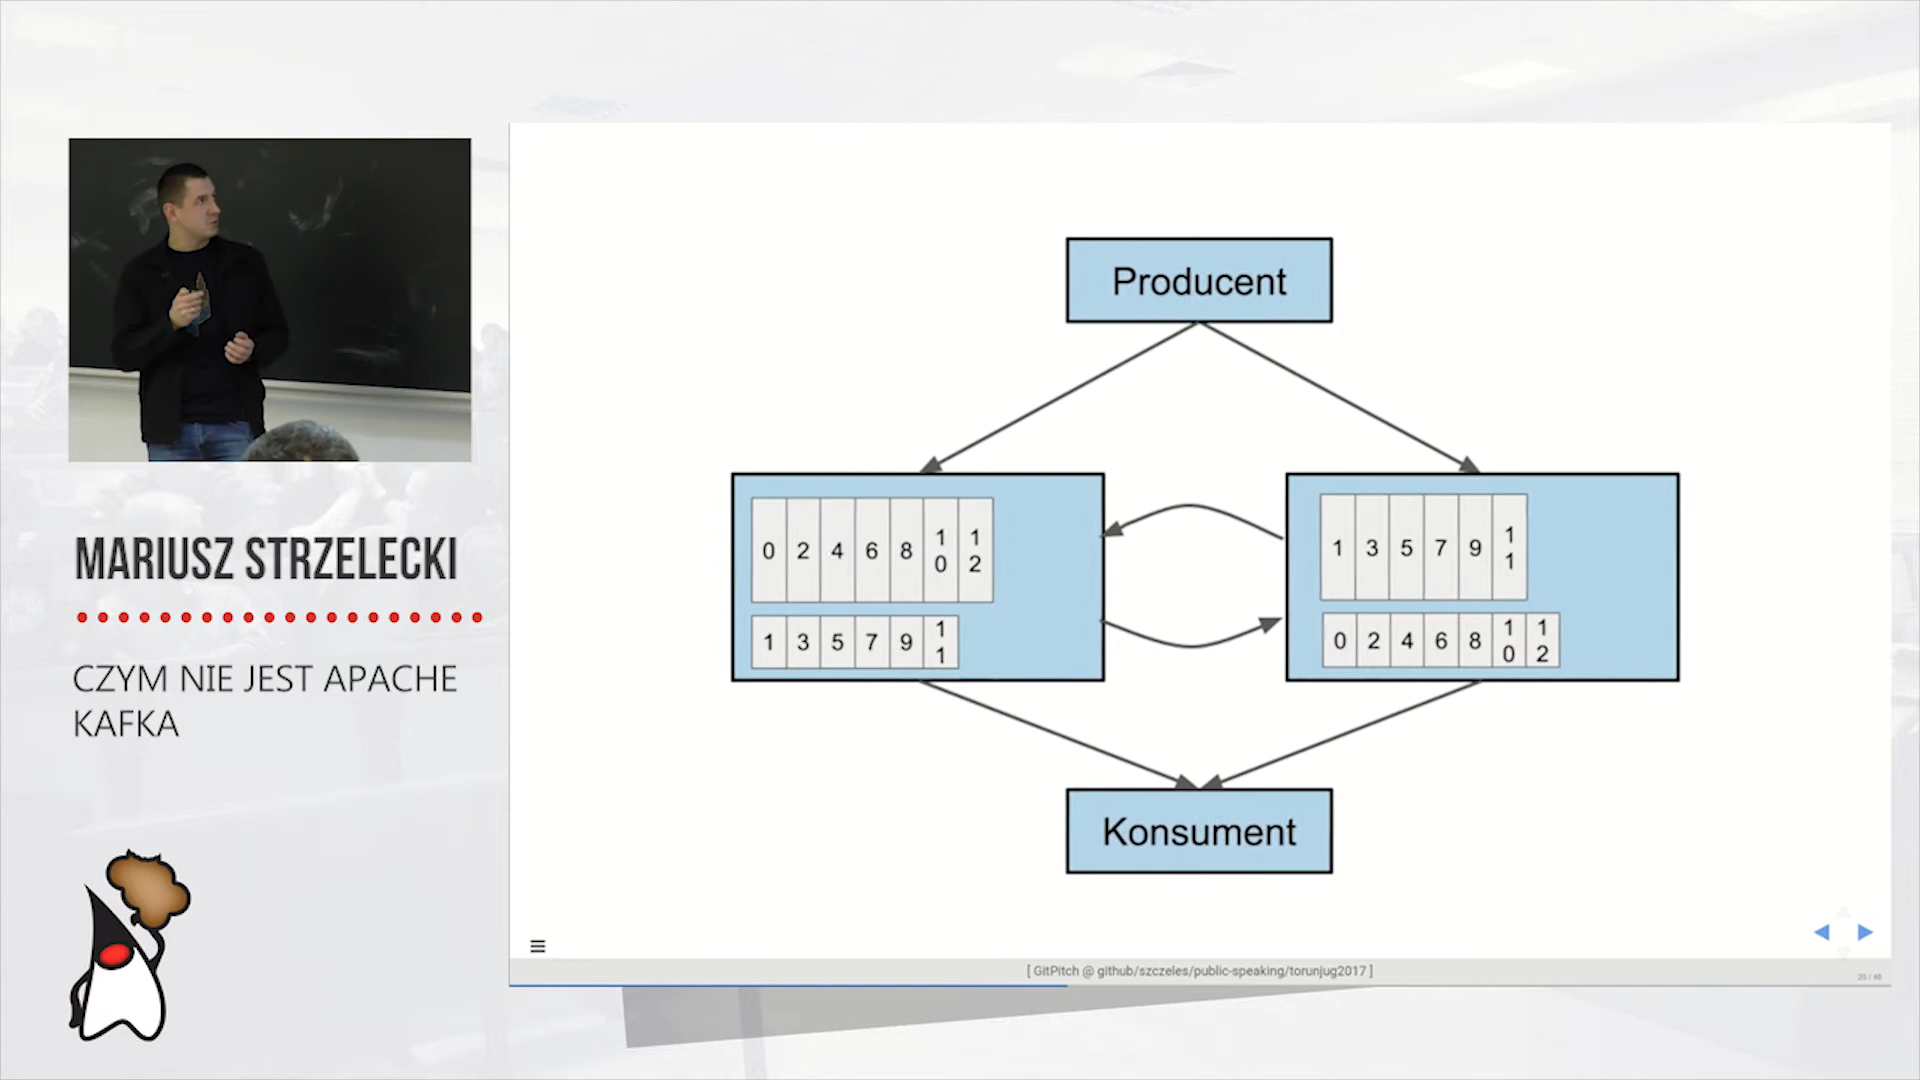 MARIUSZ STRZELECKI
CZYM NIE JEST APACHE
KAFKA
Producent
0 2 4 6 8 10 12
1 3 5 7 9 11
1 3 5 7 9 11
0 2 4 6 8 10 12
Konsument
[ GitPitch @ github/szczeles/public-speaking/torunjug2017 ]